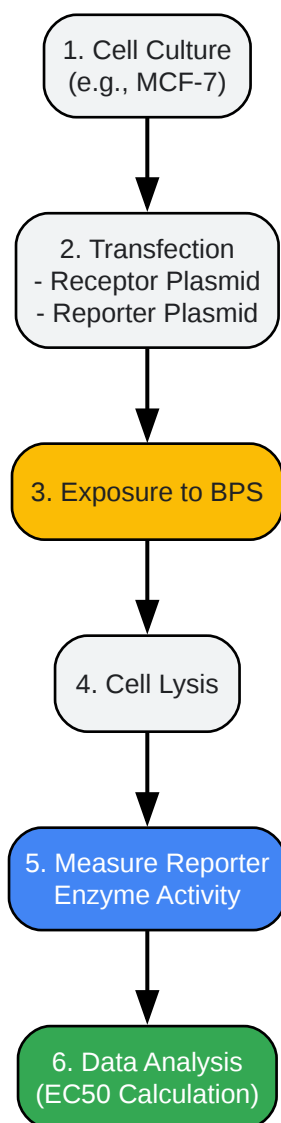 1. Cell Culture
(e.g., MCF-7)
2. Transfection
- Receptor Plasmid
- Reporter Plasmid
3. Exposure to BPS
4. Cell Lysis
5. Measure Reporter
Enzyme Activity
6. Data Analysis
(EC50 Calculation)